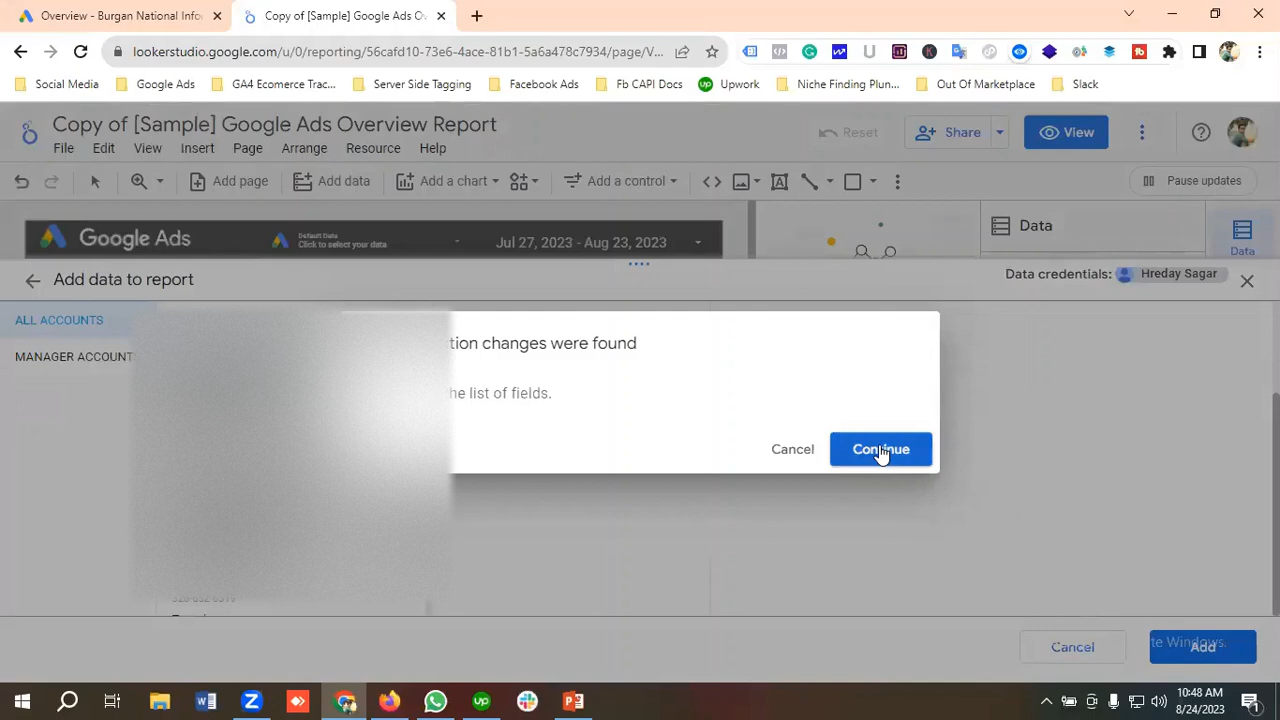 Overview - Burgan National Info
Copy of [Sample] Google Ads Ov
lookerstudio.google.com/u/0/reporting/56cafd10-73e6-4ace-81b1-5a6a478c7934/page/V...
Social Media
Google Ads
GA4 Ecomerce Trac...
Server Side Tagging
Facebook Ads
Fb CAPI Docs
Upwork
Niche Finding Plun...
Out Of Marketplace
Slack
Copy of [Sample] Google Ads Overview Report
Reset
Share
View
File Edit View Insert Page Arrange Resource Help
Add page
Add data
Add a chart
Add a control
Pause updates
Google Ads
Default Data
Click to select your data
Jul 27, 2023 - Aug 23, 2023
Data
Data
Add data to report
Data credentials: Hreday Sagar
ALL ACCOUNTS
MANAGER ACCOUNT
tion changes were found
he list of fields.
Cancel
Continue
Cancel
Add
te Windows.
10:48 AM
8/24/2023